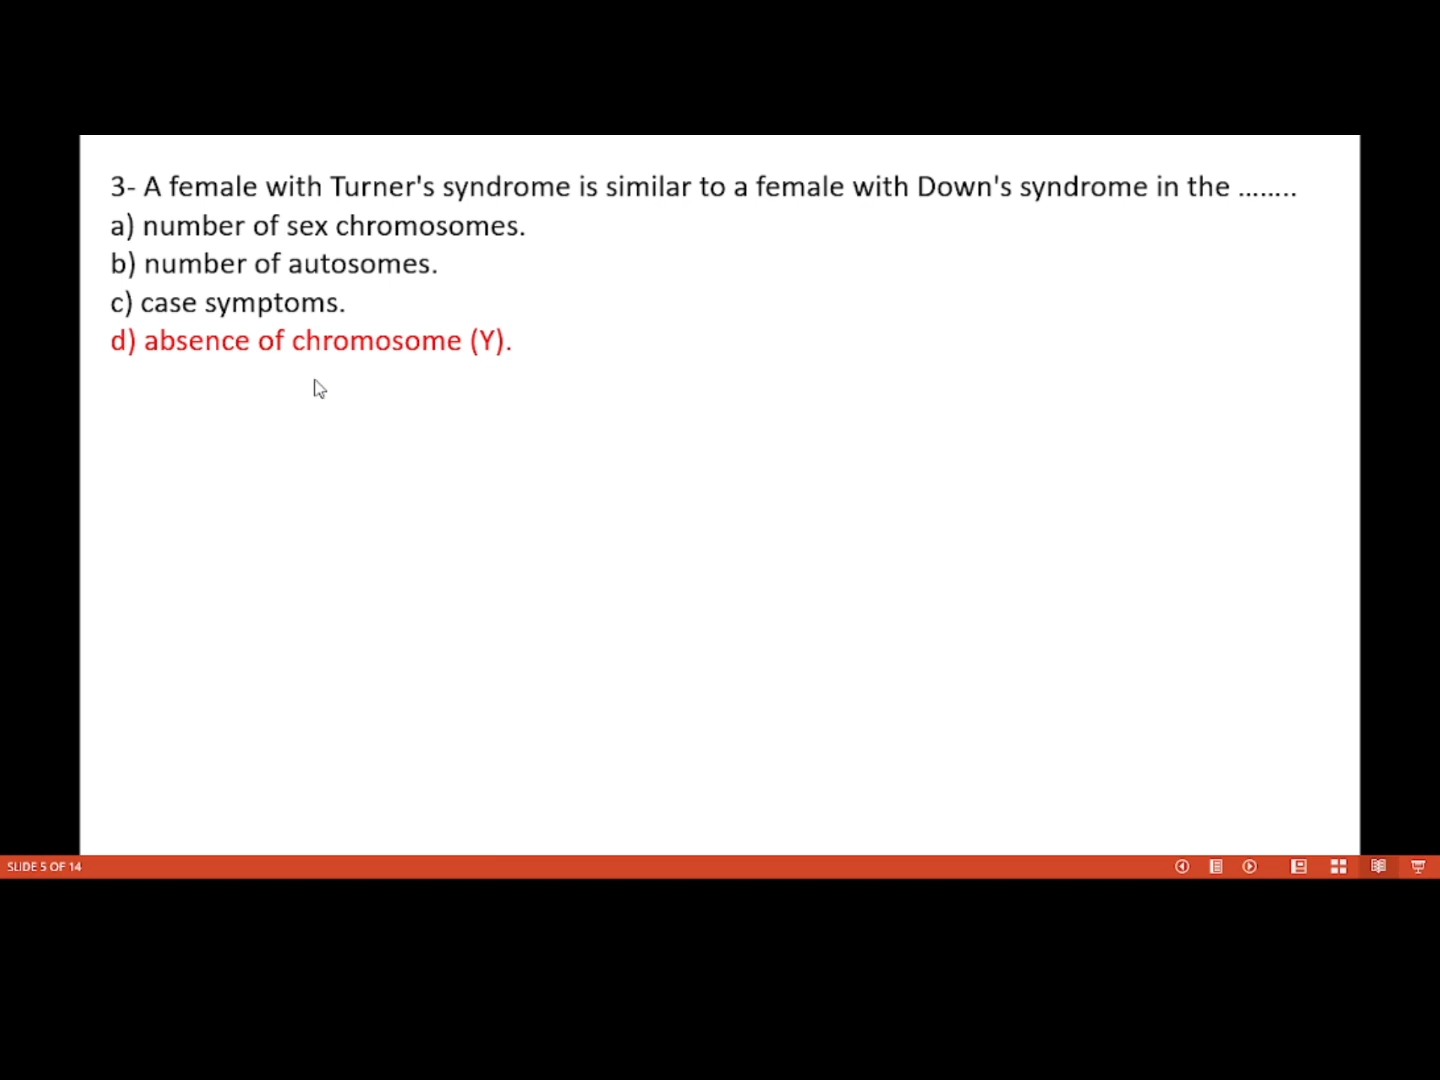 3- A female with Turner's syndrome is similar to a female with Down's syndrome in the ........
a) number of sex chromosomes.
b) number of autosomes.
c) case symptoms.
d) absence of chromosome (Y).
SLIDE 5 OF 14